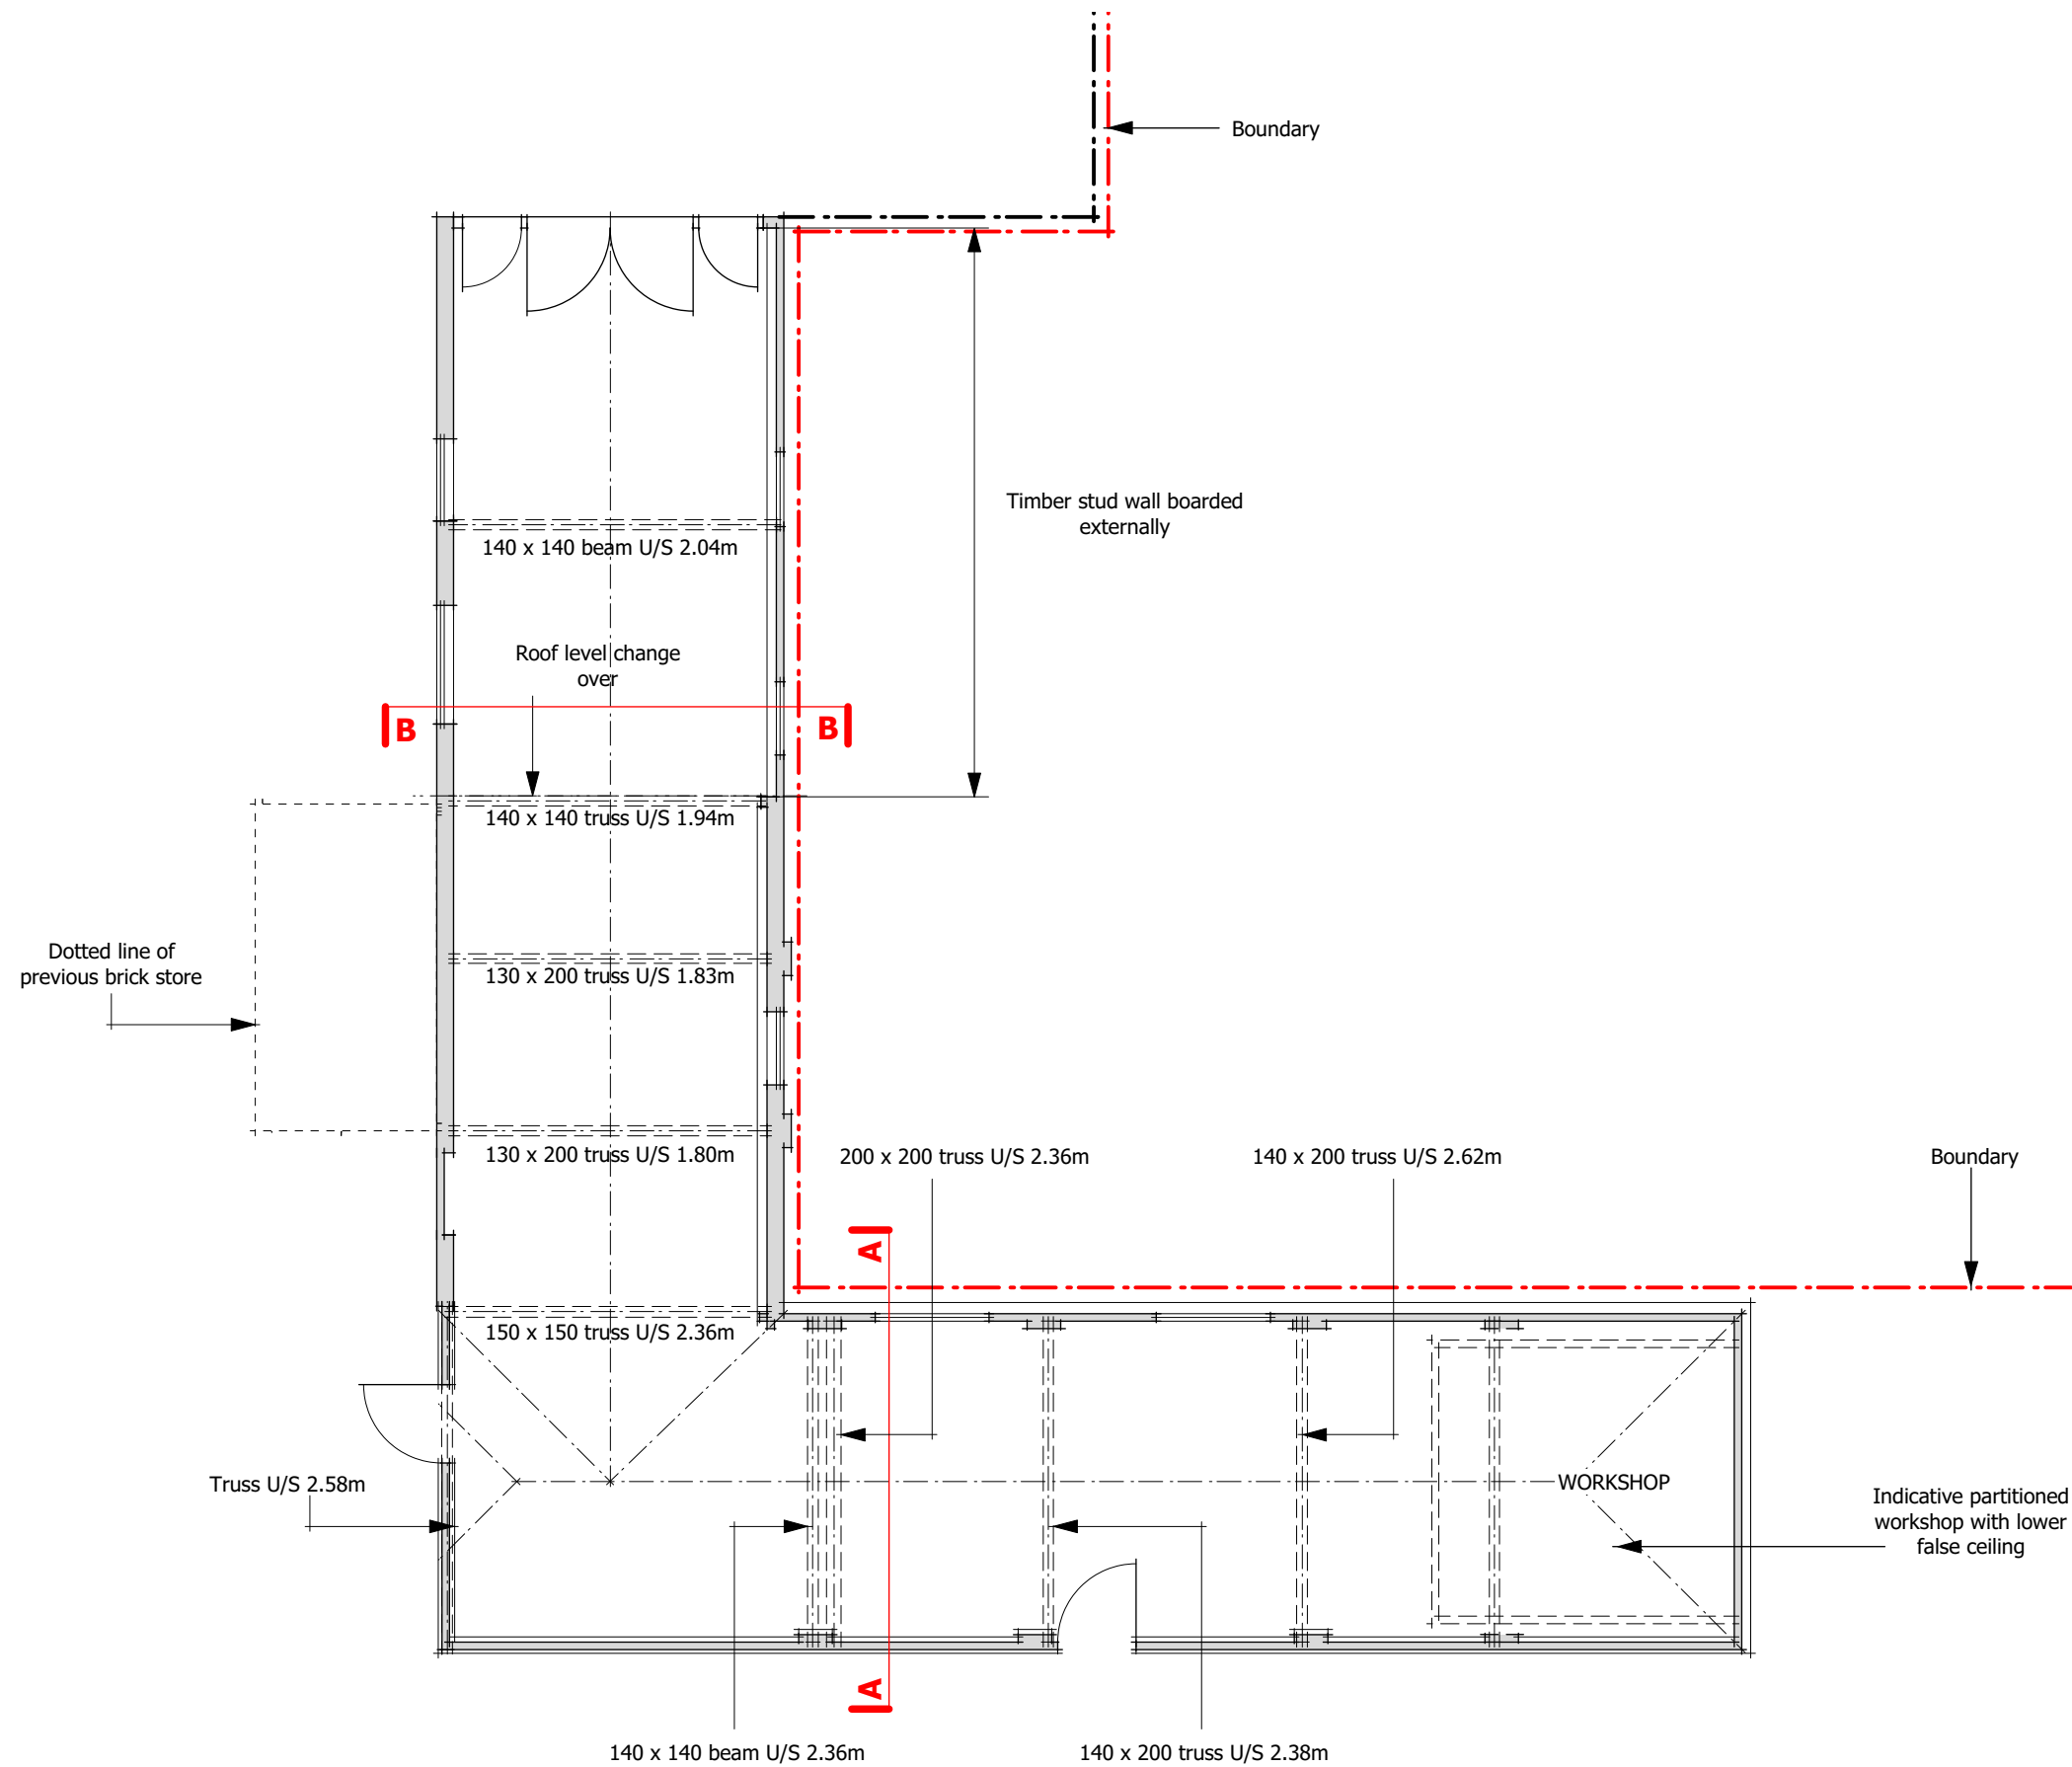 Boundary
Timber stud wall boarded
externally
140 x 140 beam U/S 2.04m
Roof level change
over
B
B
140 x 140 truss U/S 1.94m
Dotted line of
previous brick store
130 x 200 truss U/S 1.83m
130 x 200 truss U/S 1.80m
200 x 200 truss U/S 2.36m
140 x 200 truss U/S 2.62m
Boundary
A
150 x 150 truss U/S 2.36m
Truss U/S 2.58m
WORKSHOP
Indicative partitioned
workshop with lower
false ceiling
A
140 x 140 beam U/S 2.36m
140 x 200 truss U/S 2.38m